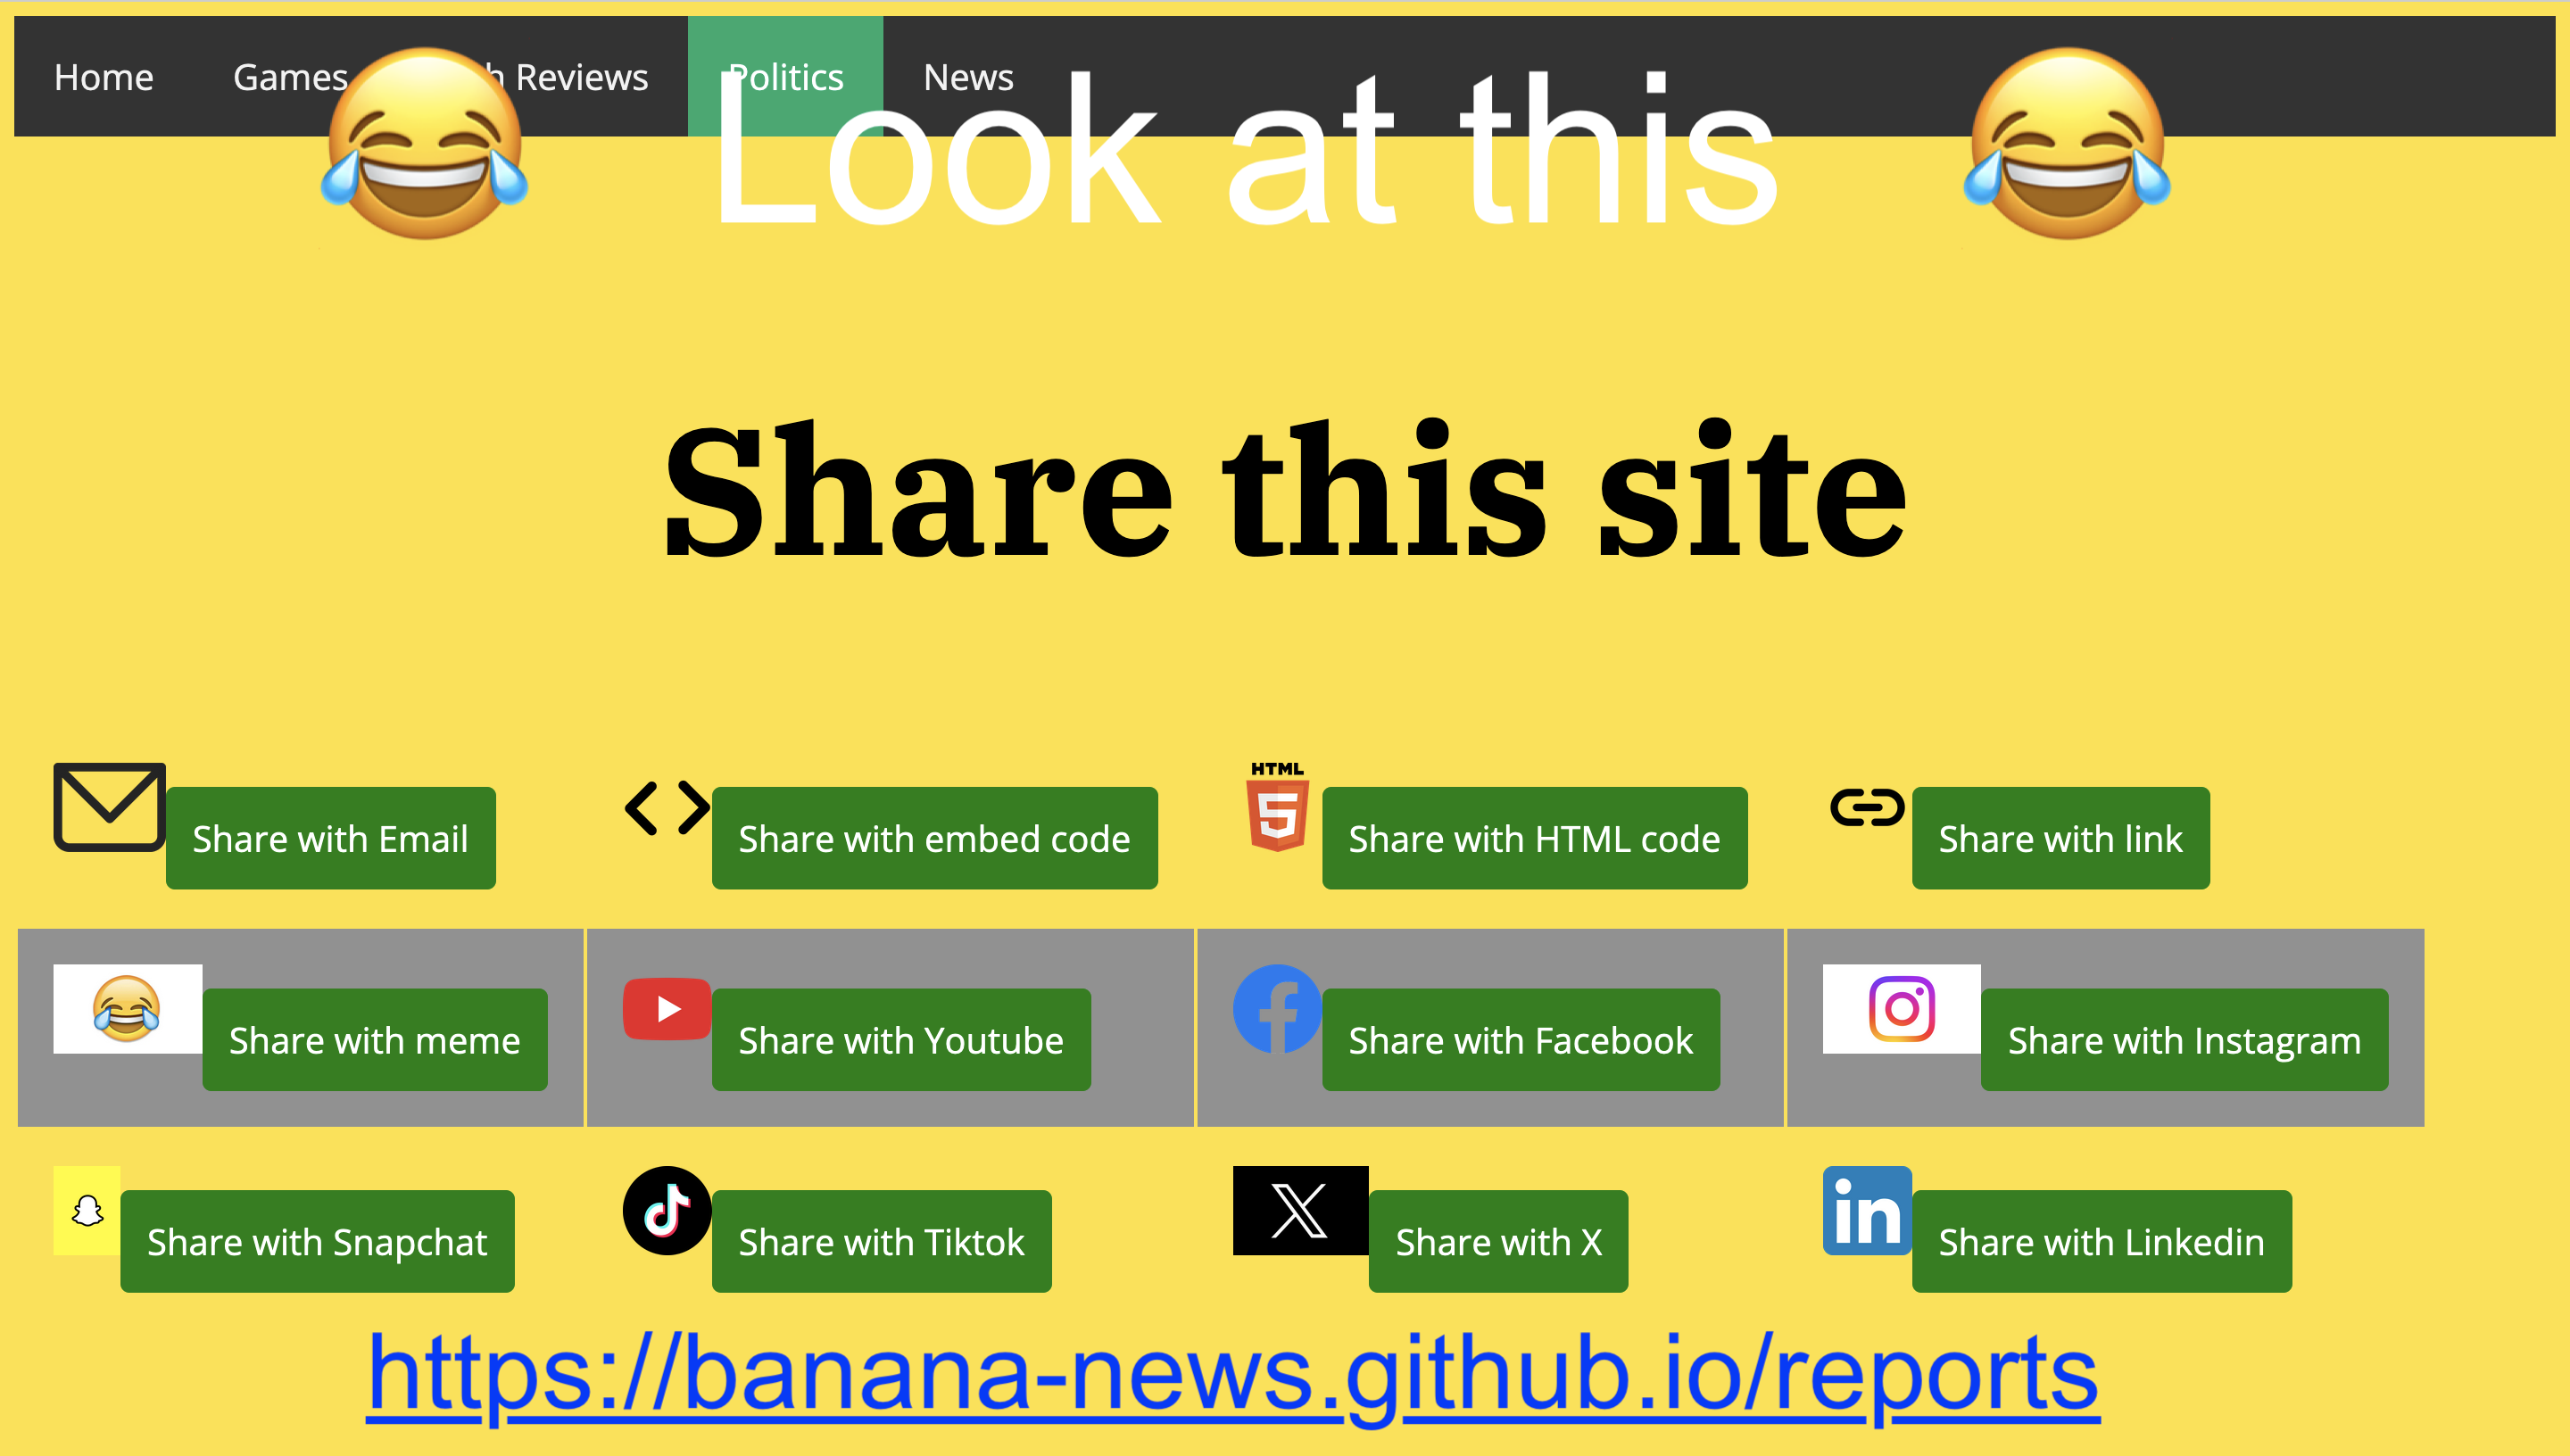 Home Games h Reviews Politics News
Look at this
Share this site
Share with Email
Share with embed code
HTML
Share with HTML code
Share with link
Share with meme
Share with Youtube
Share with Facebook
Share with Instagram
Share with Snapchat
Share with Tiktok
Share with X
in
Share with Linkedin
https://banana-news.github.io/reports